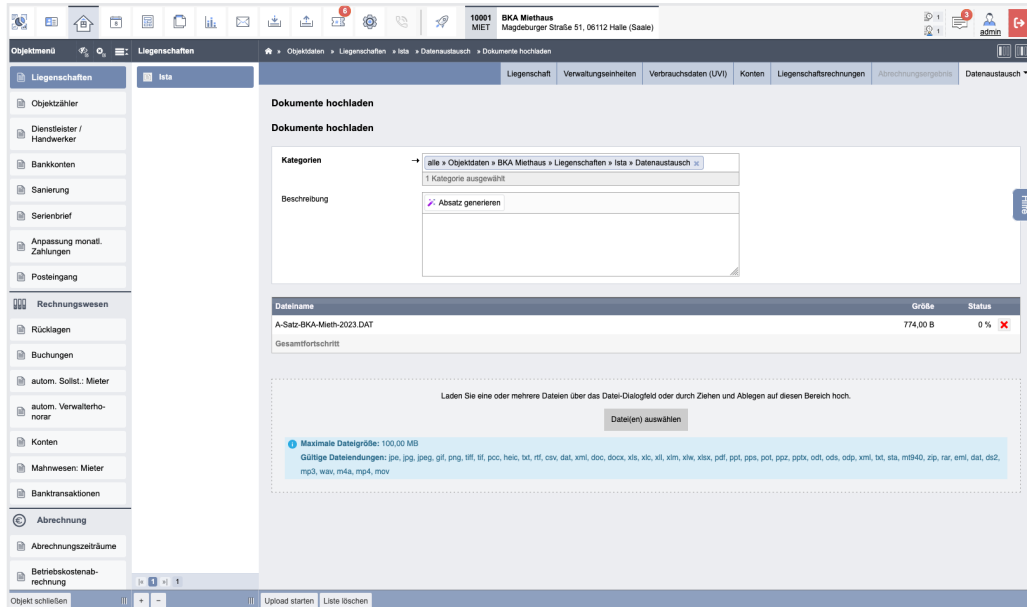 6
10001
MIET
BKA Miethaus
Magdeburger Straße 51, 06112 Halle (Saale)
1
1
3
admin
Objektmenü
Liegenschaften
» Objektdaten » Liegenschaften » Ista » Datenaustausch » Dokumente hochladen
Liegenschaften
Objektzähler
Dienstleister /
Handwerker
Bankkonten
Sanierung
Serienbrief
Anpassung monatl.
Zahlungen
Posteingang
Rechnungswesen
Rücklagen
Buchungen
autom. Sollst.: Mieter
autom. Verwalterho-
norar
Konten
Mahnwesen: Mieter
Banktransaktionen
Abrechnung
Abrechnungszeiträume
Betriebskostenab-
rechnung
Objekt schließen
Ista
1 1
+ −
Liegenschaft Verwaltungseinheiten Verbrauchsdaten (UVI) Konten Liegenschaftsrechnungen Abrechnungsergebnis Datenaustausch
Dokumente hochladen
Dokumente hochladen
Kategorien
alle » Objektdaten » BKA Miethaus » Liegenschaften » Ista » Datenaustausch
1 Kategorie ausgewählt
Beschreibung
Absatz generieren
Hilfe
Dateiname Größe Status
A-Satz-BKA-Mieth-2023.DAT 774,00 B 0 %
Gesamtfortschritt
Laden Sie eine oder mehrere Dateien über das Datei-Dialogfeld oder durch Ziehen und Ablegen auf diesen Bereich hoch.
Datei(en) auswählen
Maximale Dateigröße: 100,00 MB
Gültige Dateiendungen: jpe, jpg, jpeg, gif, png, tiff, tif, pcc, heic, txt, rtf, csv, dat, xml, doc, docx, xls, xlc, xll, xlm, xlw, xlsx, pdf, ppt, pps, pot, ppz, pptx, odt, ods, odp, xml, txt, sta, mt940, zip, rar, eml, dat, ds2,
mp3, wav, m4a, mp4, mov
Upload starten Liste löschen